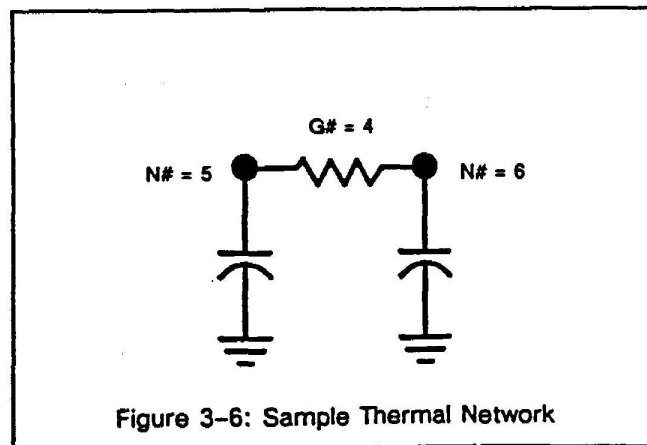 G# = 4
N# = 5
N# = 6
Figure 3-6: Sample Thermal Network